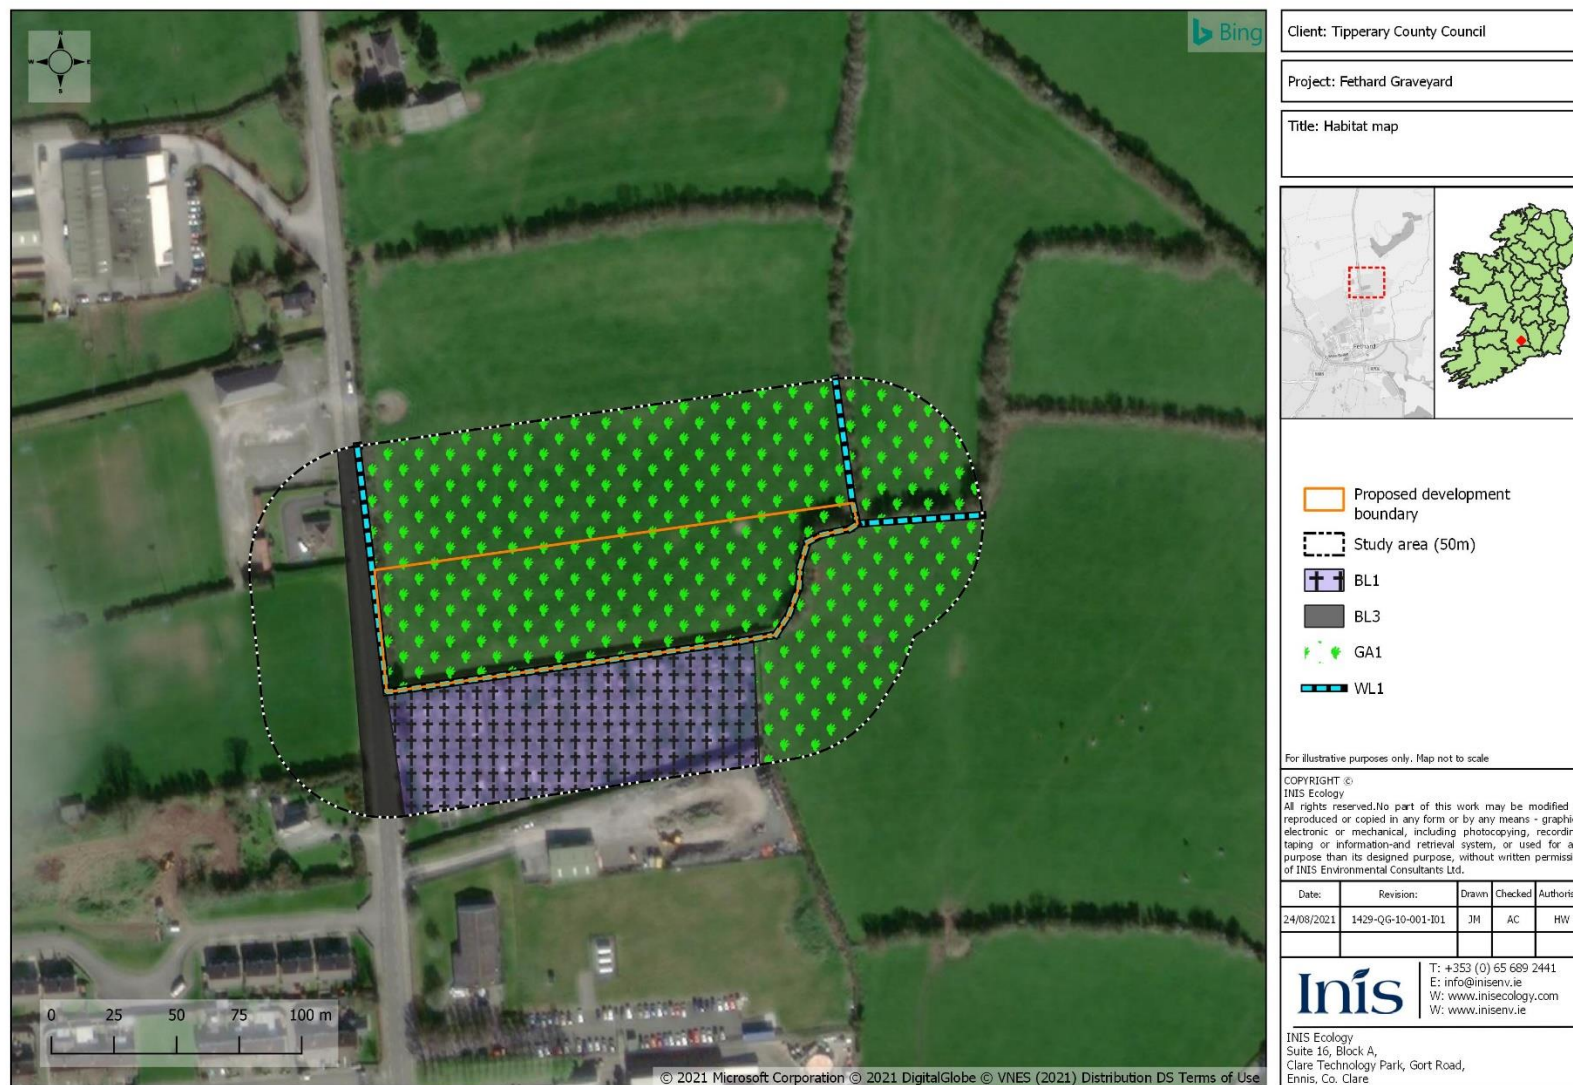 N
W E
S
Bing
Client: Tipperary County Council
Project: Fethard Graveyard
Title: Habitat map
Fethard
Proposed development
boundary
Study area (50m)
BL1
BL3
GA1
WL1
For illustrative purposes only. Map not to scale
COPYRIGHT ©
INIS Ecology
All rights reserved.No part of this work may be modified
reproduced or copied in any form or by any means - graphic
electronic or mechanical, including photocopying, recordin
taping or information-and retrieval system, or used for a
purpose than its designed purpose, without written permissi
of INIS Environmental Consultants Ltd.
Date: Revision: Drawn Checked Authoris
24/08/2021 1429-QG-10-001-I01 JM AC HW
Inis
T: +353 (0) 65 689 2441
E: info@inisenv.ie
W: www.inisecology.com
W: www.inisenv.ie
INIS Ecology
Suite 16, Block A,
Clare Technology Park, Gort Road,
Ennis, Co. Clare
0 25 50 75 100 m
© 2021 Microsoft Corporation © 2021 DigitalGlobe © VNES (2021) Distribution DS Terms of Use